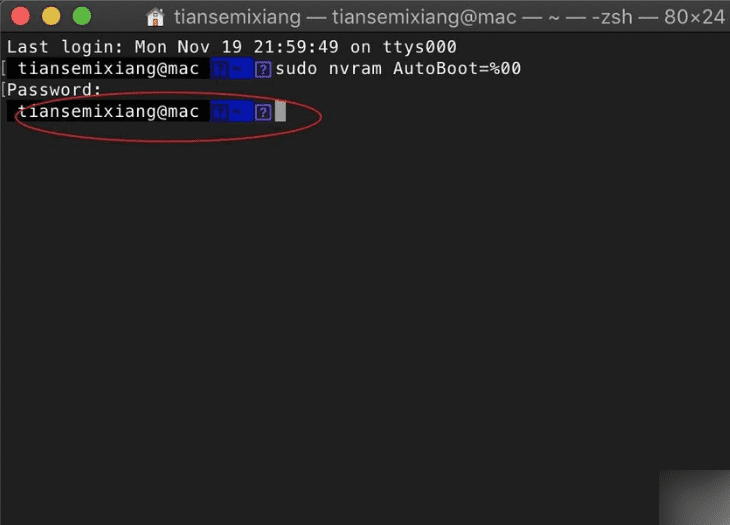 tiansemixiang — tiansemixiang@mac — ~ — -zsh — 80×24
Last login: Mon Nov 19 21:59:49 on ttys000
[ tiansemixiang@mac ~ sudo nvram AutoBoot=%00
[Password:
tiansemixiang@mac ~